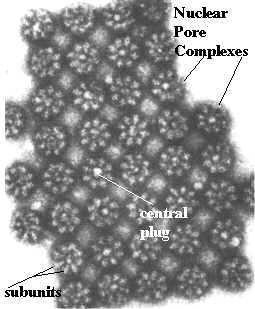 Nuclear
Pore
Complexes
central
plug
subunits